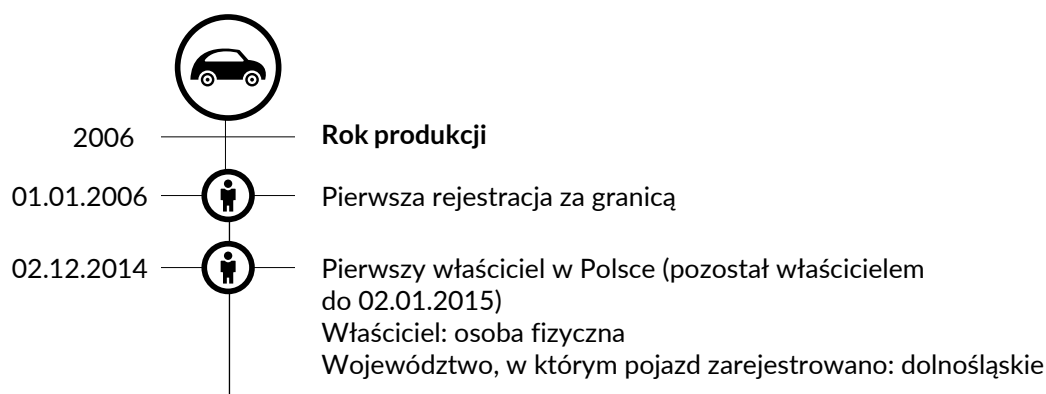 2006 Rok produkcji
01.01.2006 Pierwsza rejestracja za granicą
02.12.2014 Pierwszy właściciel w Polsce (pozostał właścicielem
do 02.01.2015)
Właściciel: osoba fizyczna
Województwo, w którym pojazd zarejestrowano: dolnośląskie